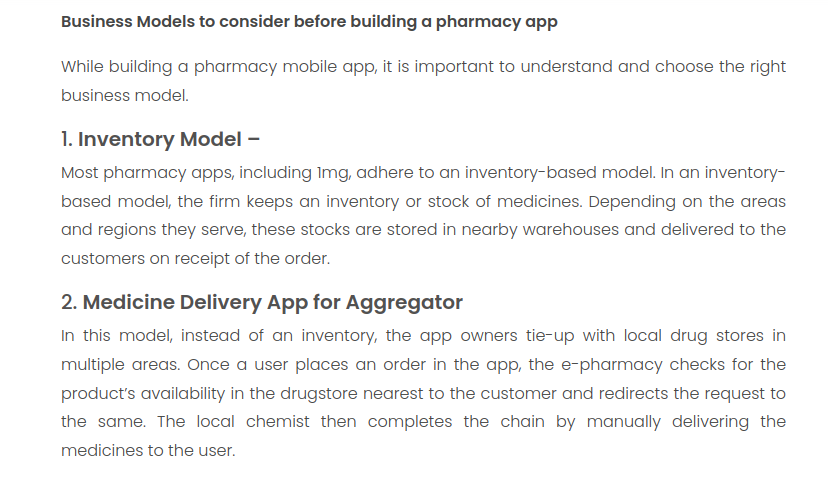 Business Models to consider before building a pharmacy app
While building a pharmacy mobile app, it is important to understand and choose the right
business model.
1. Inventory Model –
Most pharmacy apps, including 1mg, adhere to an inventory-based model. In an inventory-
based model, the firm keeps an inventory or stock of medicines. Depending on the areas
and regions they serve, these stocks are stored in nearby warehouses and delivered to the
customers on receipt of the order.
2. Medicine Delivery App for Aggregator
In this model, instead of an inventory, the app owners tie-up with local drug stores in
multiple areas. Once a user places an order in the app, the e-pharmacy checks for the
product’s availability in the drugstore nearest to the customer and redirects the request to
the same. The local chemist then completes the chain by manually delivering the
medicines to the user.